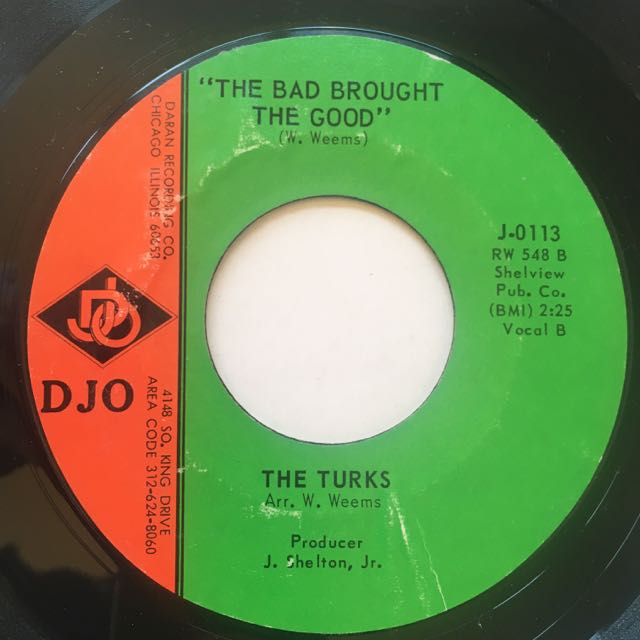 "THE BAD BROUGHT
THE GOOD"
(W. Weems)
DARAN RECORDING CO.
CHICAGO ILLINOIS 60653
DJO
DJO
4148 SO. KING DRIVE
AREA CODE 312-624-8060
J-0113
RW 548 B
Shelview
Pub. Co.
(BMI) 2:25
Vocal B
THE TURKS
Arr. W. Weems
Producer
J. Shelton, Jr.